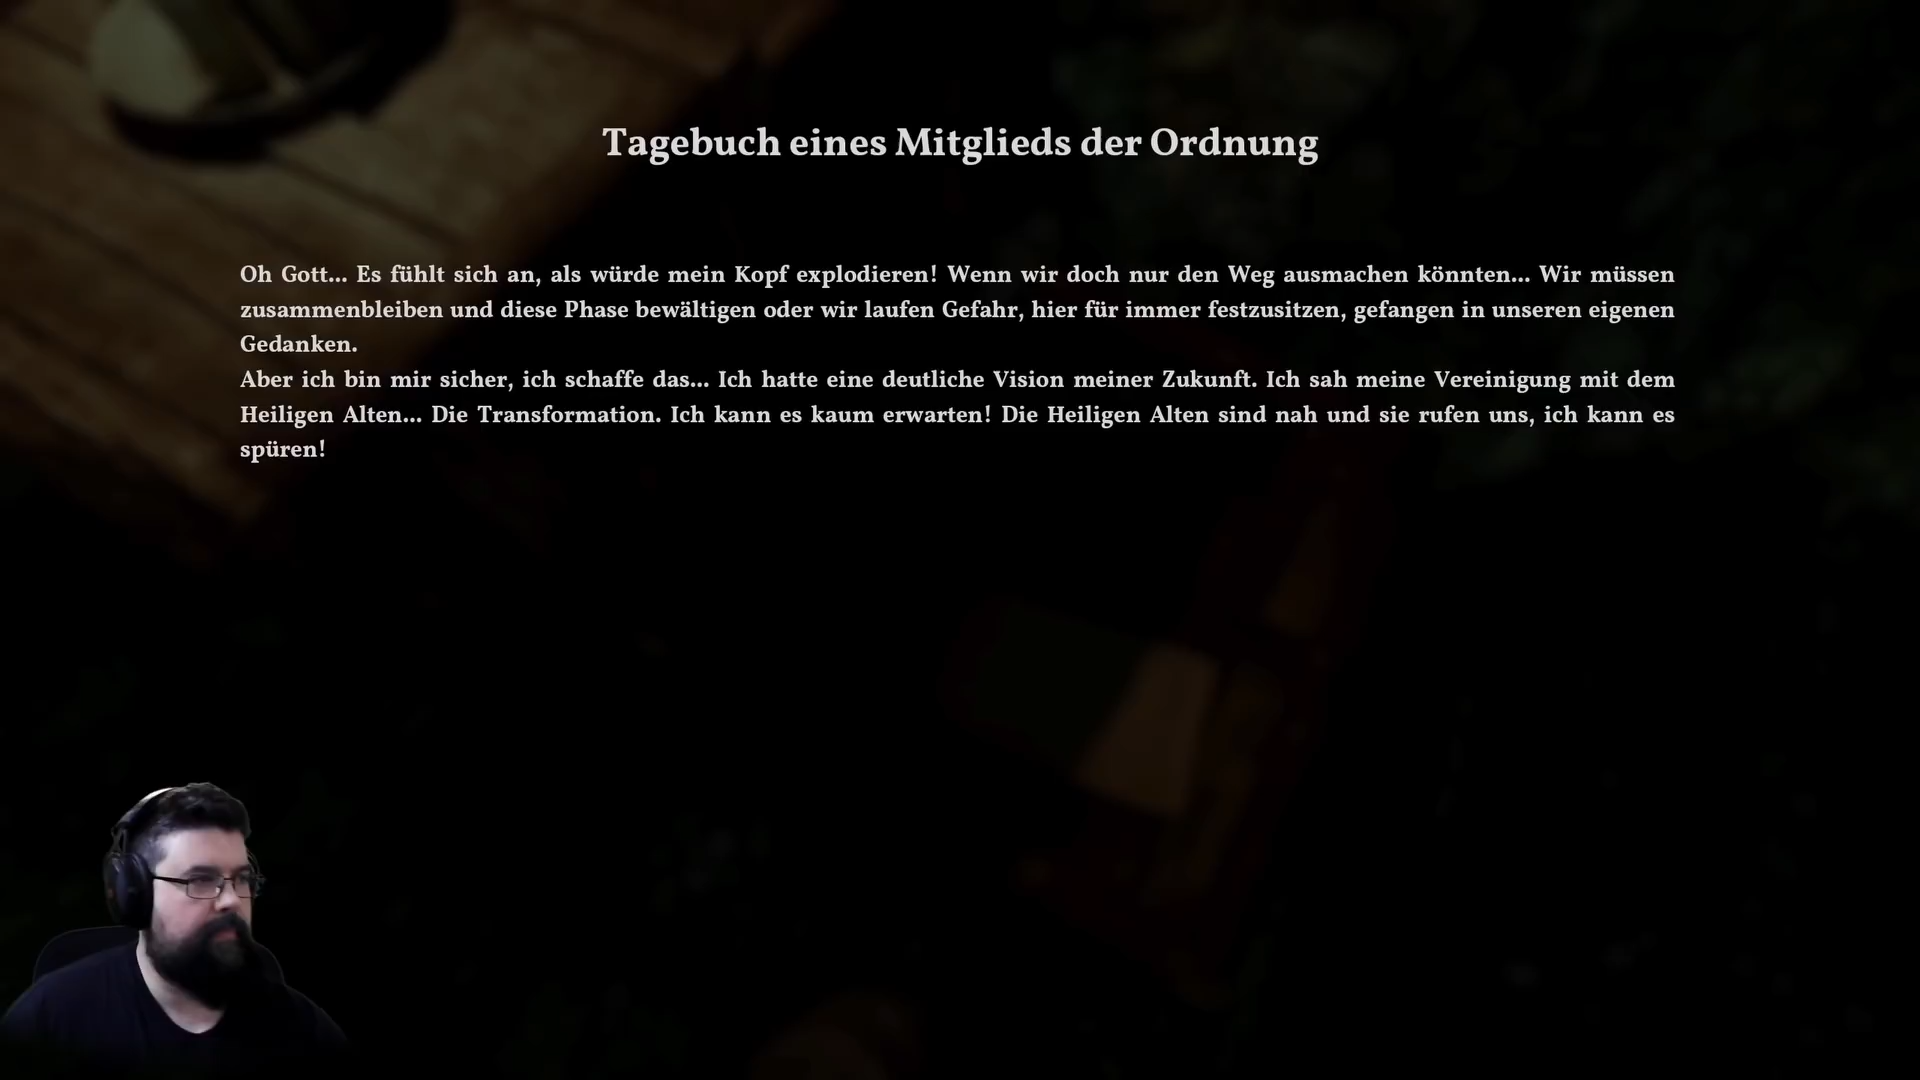 Tagebuch eines Mitglieds der Ordnung
Oh Gott... Es fühlt sich an, als würde mein Kopf explodieren! Wenn wir doch nur den Weg ausmachen könnten... Wir müssen
zusammenbleiben und diese Phase bewältigen oder wir laufen Gefahr, hier für immer festzusitzen, gefangen in unseren eigenen
Gedanken.
Aber ich bin mir sicher, ich schaffe das... Ich hatte eine deutliche Vision meiner Zukunft. Ich sah meine Vereinigung mit dem
Heiligen Alten... Die Transformation. Ich kann es kaum erwarten! Die Heiligen Alten sind nah und sie rufen uns, ich kann es
spüren!